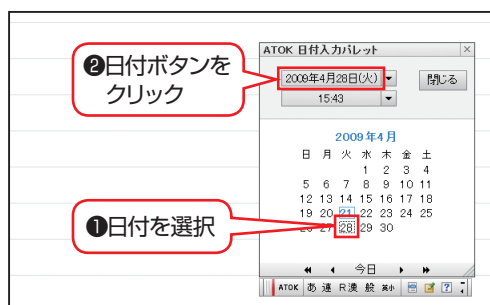 ❷日付ボタンを
クリック
ATOK 日付入力パレット
2009年4月28日(火)
閉じる
15:43
2009年4月
日 月 火 水 木 金 土
1 2 3 4
5 6 7 8 9 10 11
12 13 14 15 16 17 18
19 20 21 22 23 24 25
26 27 28 29 30
❶日付を選択
今日
ATOK あ 連 R漢 般 英小